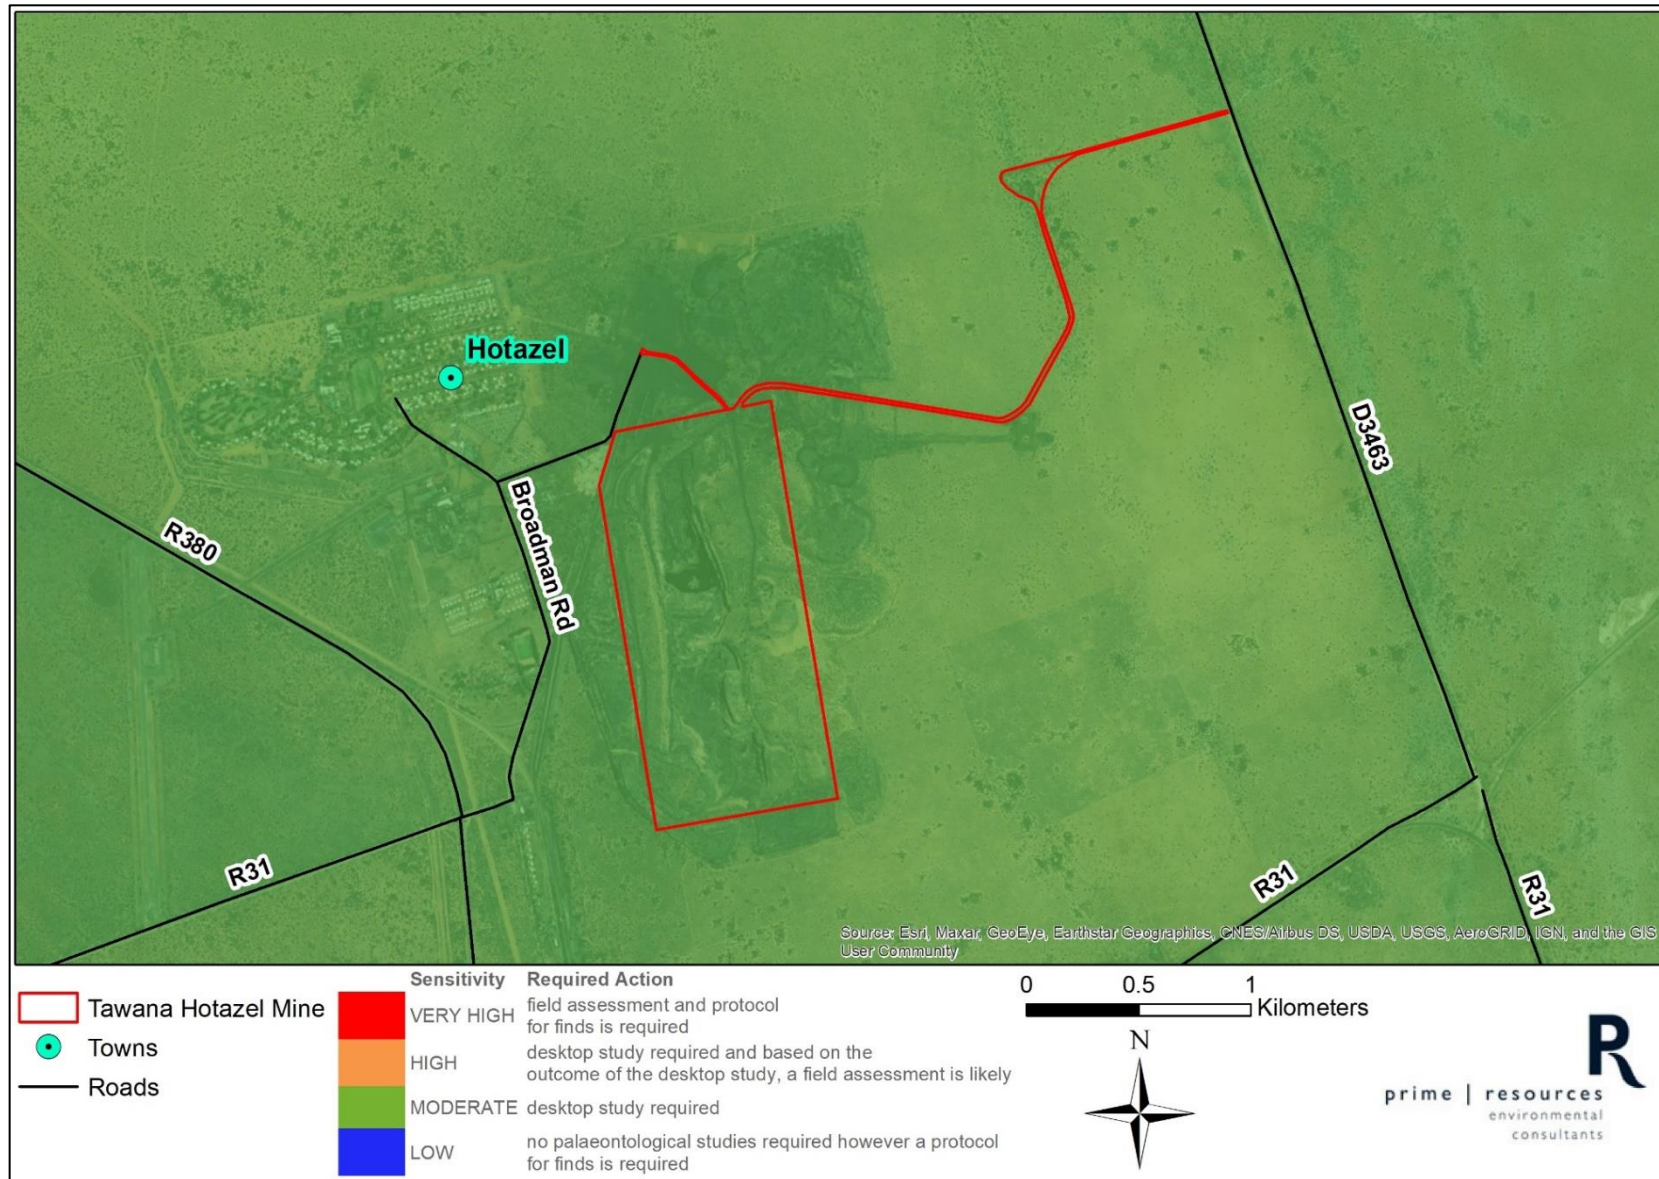 Hotazel
D3463
Broadman Rd
R380
R31
R31
R31
Source: Esri, Maxar, GeoEye, Earthstar Geographics, CNES/Airbus DS, USDA, USGS, AeroGRID, IGN, and the GIS
User Community
Tawana Hotazel Mine
Towns
Roads
Sensitivity Required Action
VERY HIGH field assessment and protocol
for finds is required
HIGH desktop study required and based on the
outcome of the desktop study, a field assessment is likely
MODERATE desktop study required
LOW no palaeontological studies required however a protocol
for finds is required
0 0.5 1
Kilometers
N
R
prime | resources
environmental
consultants